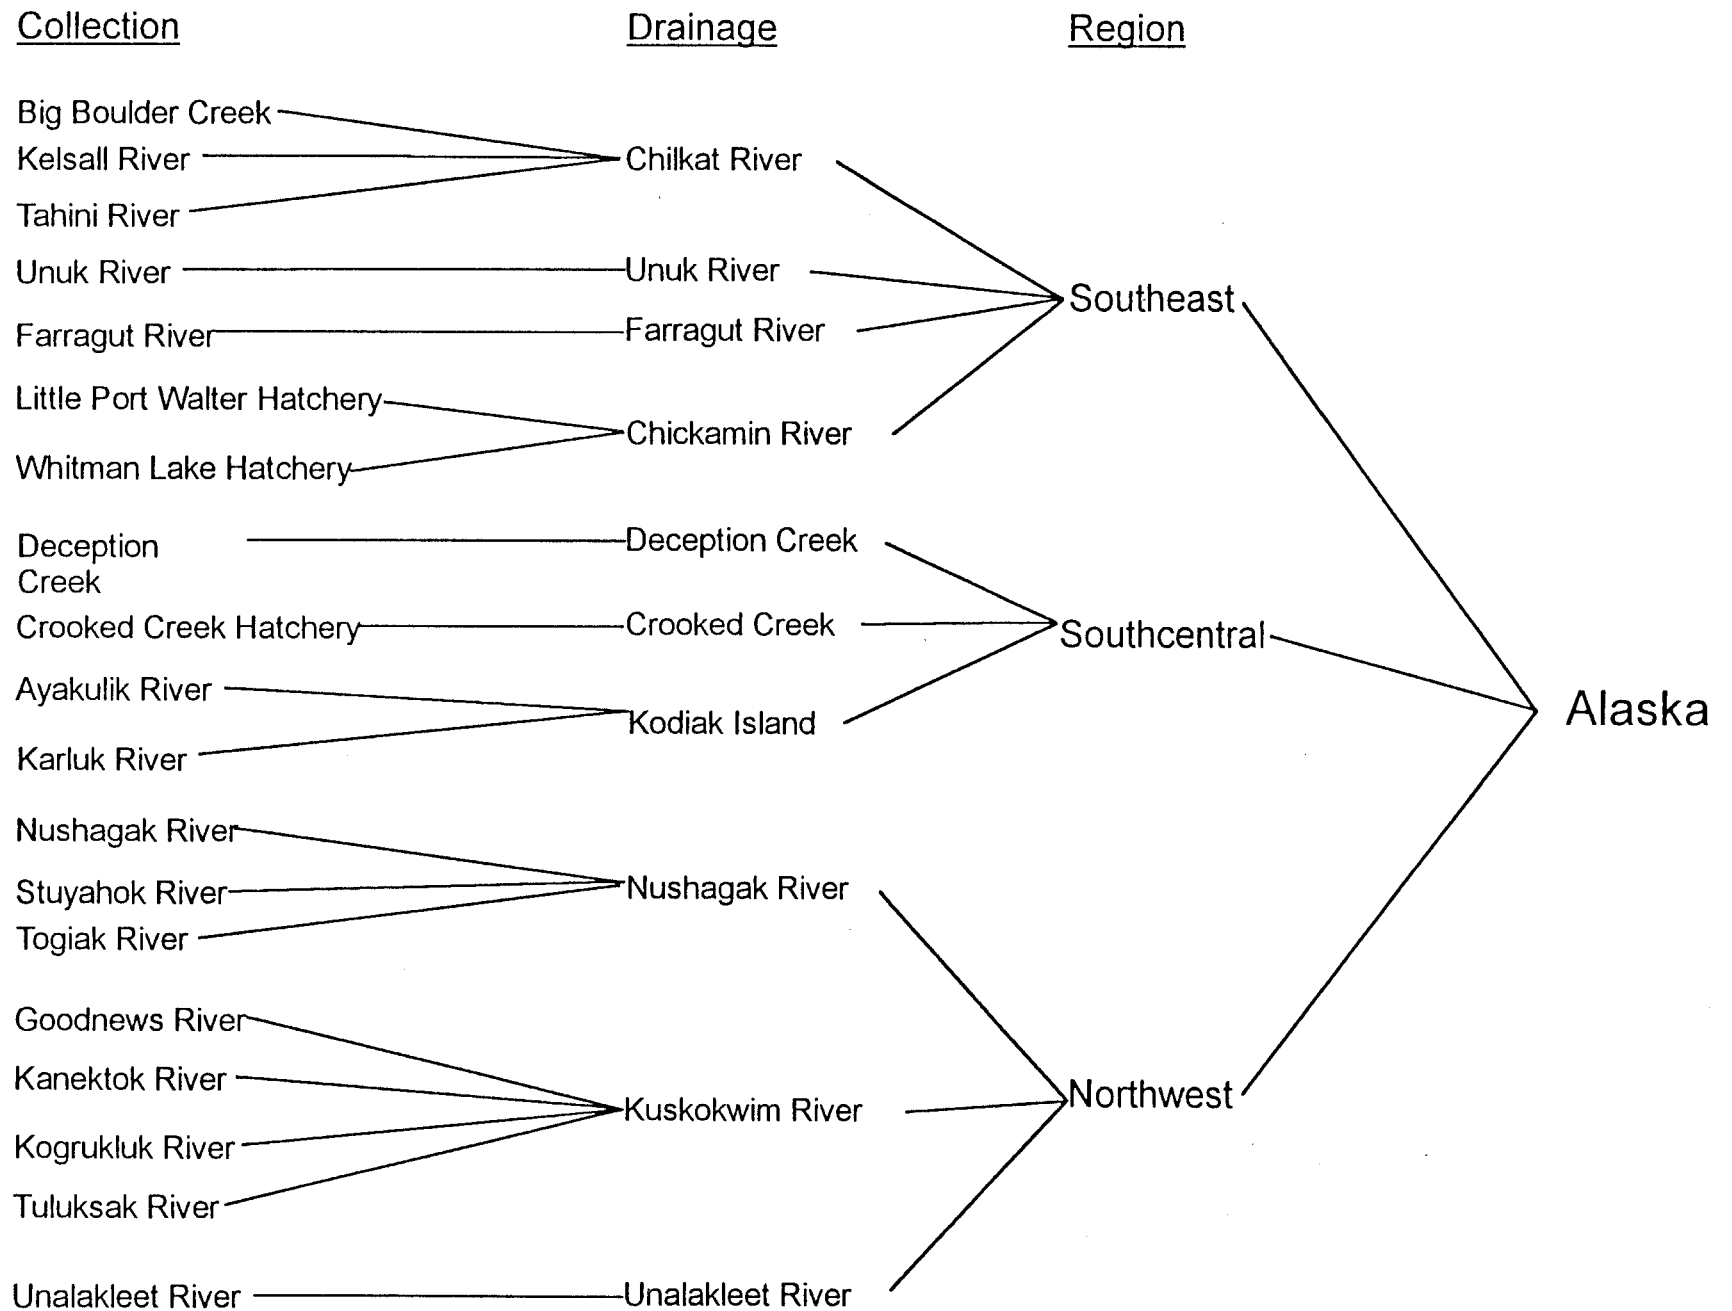 Collection Drainage Region
Big Boulder Creek
Kelsall River Chilkat River
Tahini River
Unuk River Unuk River
Southeast
Farragut River Farragut River
Little Port Walter Hatchery
Chickamin River
Whitman Lake Hatchery
Deception Deception Creek
Creek
Crooked Creek Hatchery Crooked Creek
Southcentral
Ayakulik River
Alaska
Kodiak Island
Karluk River
Nushagak River
Stuyahok River Nushagak River
Togiak River
Goodnews River
Kanektok River
Northwest
Kuskokwim River
Kogrukluk River
Tuluksak River
Unalakleet River Unalakleet River